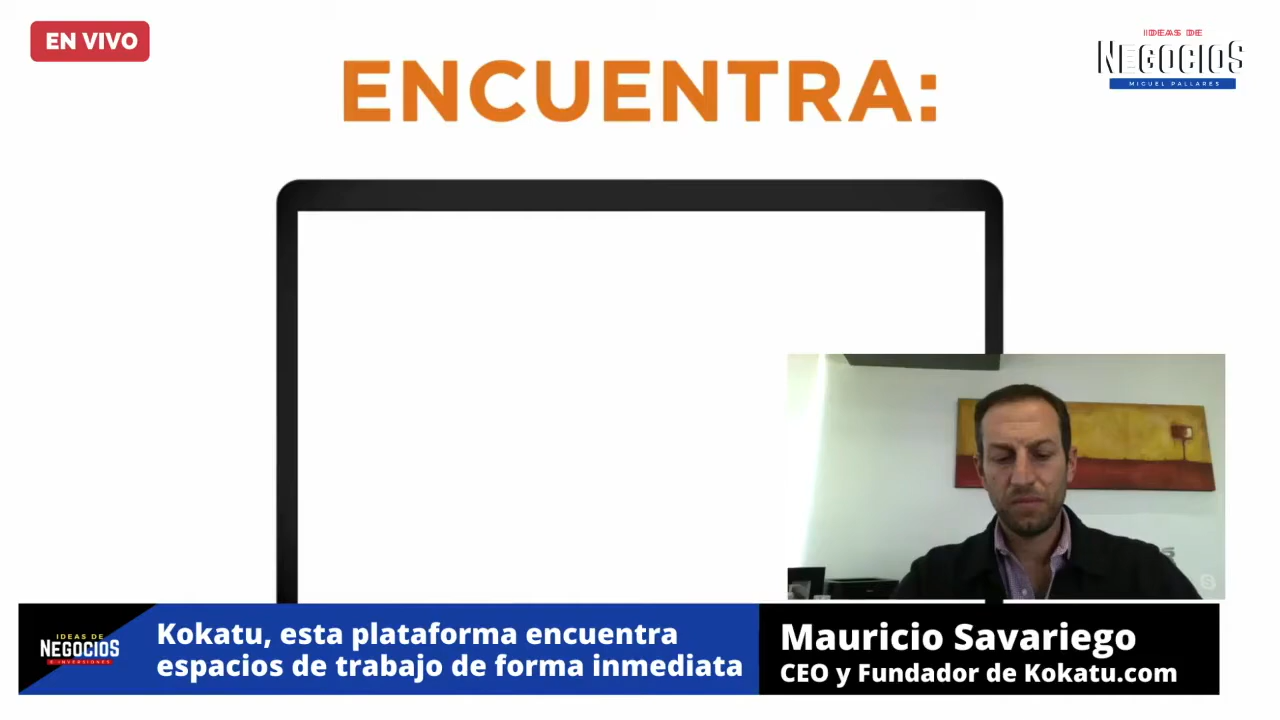 EN VIVO
ENCUENTRA:
IDEAS DE
NEGOCIOS
MIGUEL PALLARES
IDEAS DE
NEGOCIOS
E INVERSIONES
Kokatu, esta plataforma encuentra
espacios de trabajo de forma inmediata
Mauricio Savariego
CEO y Fundador de Kokatu.com